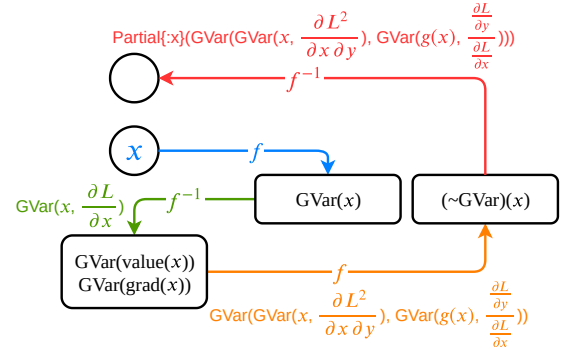 Partial{:x}(GVar(GVar(x, ∂L²/∂x ∂y), GVar(g(x), (∂L/∂y)/(∂L/∂x))))
f⁻¹
x
f
GVar(x)
(~GVar)(x)
GVar(x, ∂L/∂x)
f⁻¹
GVar(value(x))
GVar(grad(x))
f
GVar(GVar(x, ∂L²/∂x ∂y), GVar(g(x), (∂L/∂y)/(∂L/∂x)))